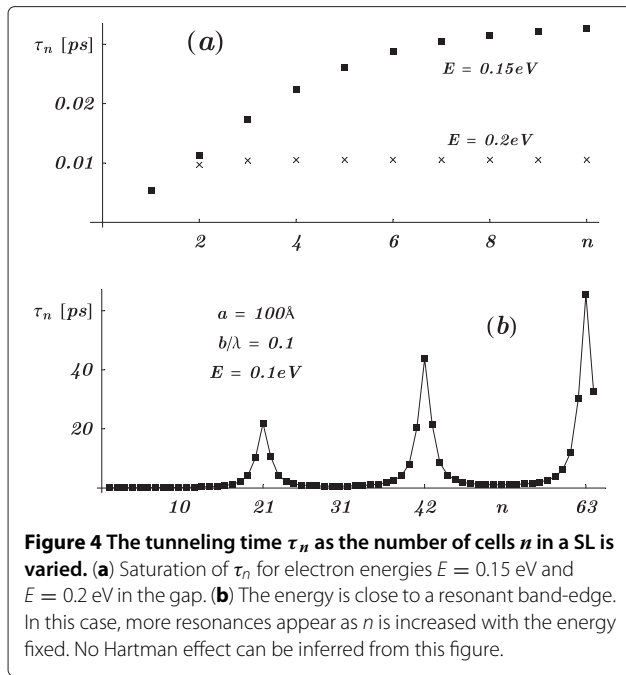 (a)
τn [ps]
E = 0.15eV
0.02
E = 0.2eV
0.01
2 4 6 8 n
τn [ps]
a = 100Å
(b)
b/λ = 0.1
40
E = 0.1eV
20
10 21 31 42 n 63
Figure 4 The tunneling time τn as the number of cells n in a SL is
varied. (a) Saturation of τn for electron energies E = 0.15 eV and
E = 0.2 eV in the gap. (b) The energy is close to a resonant band-edge.
In this case, more resonances appear as n is increased with the energy
fixed. No Hartman effect can be inferred from this figure.